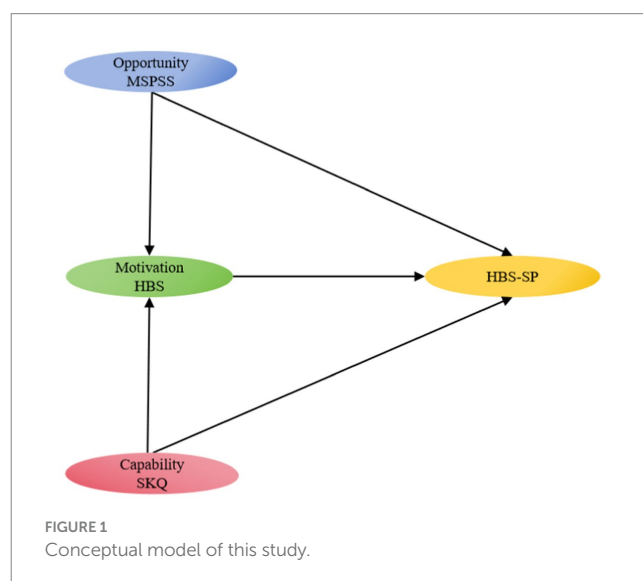 Opportunity
MSPSS
Motivation
HBS
HBS-SP
Capability
SKQ
FIGURE 1
Conceptual model of this study.